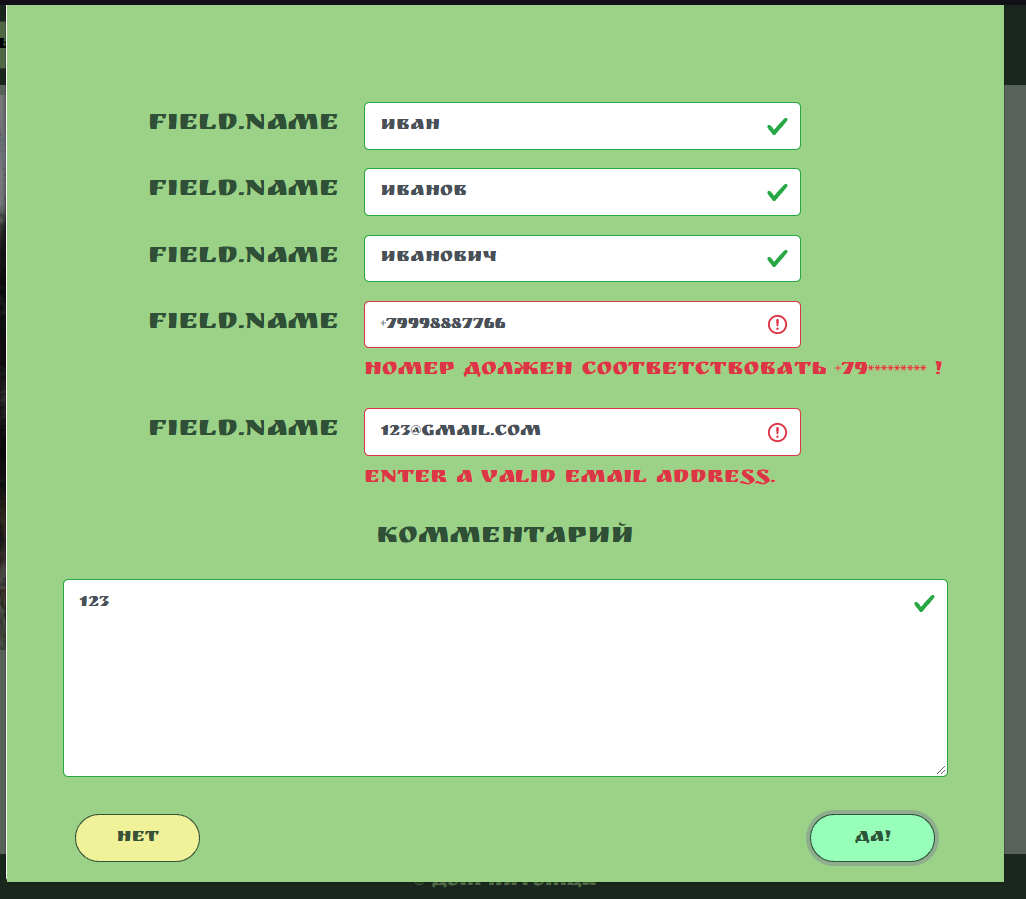 FIELD.NAME ИВАН
FIELD.NAME ИВАНОВ
FIELD.NAME ИВАНОВИЧ
FIELD.NAME +79998887766
НОМЕР ДОЛЖЕН СООТВЕТСТВОВАТЬ +79********* !
FIELD.NAME 123@GMAIL.COM
ENTER A VALID EMAIL ADDRESS.
КОММЕНТАРИЙ
123
НЕТ ДА!